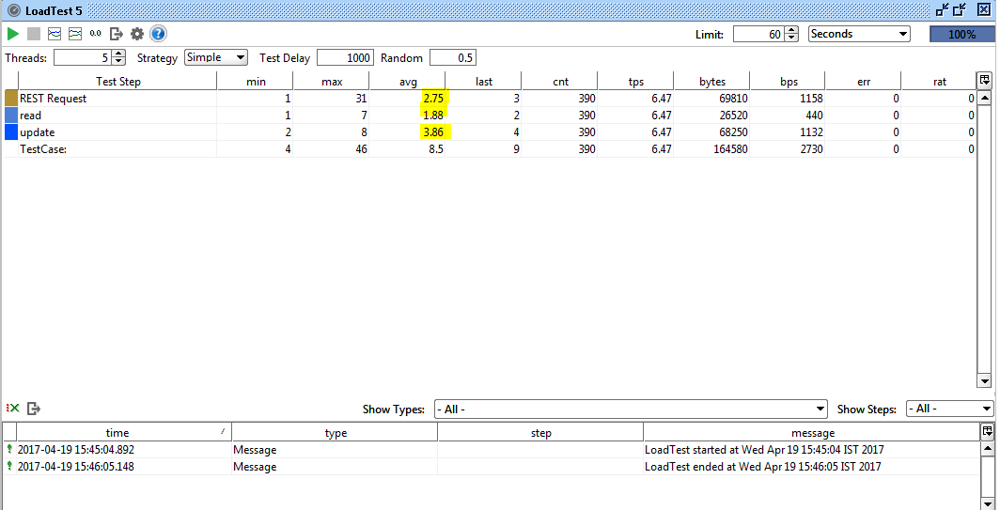 LoadTest 5
0.0 ? Limit: 60 Seconds 100%
Threads: 5 Strategy Simple Test Delay 1000 Random 0.5
Test Step min max avg last cnt tps bytes bps err rat
REST Request 1 31 2.75 3 390 6.47 69810 1158 0 0
read 1 7 1.88 2 390 6.47 26520 440 0 0
update 2 8 3.86 4 390 6.47 68250 1132 0 0
TestCase: 4 46 8.5 9 390 6.47 164580 2730 0 0
Show Types: - All - Show Steps: - All -
time / type step message
2017-04-19 15:45:04.892 Message LoadTest started at Wed Apr 19 15:45:04 IST 2017
2017-04-19 15:46:05.148 Message LoadTest ended at Wed Apr 19 15:46:05 IST 2017